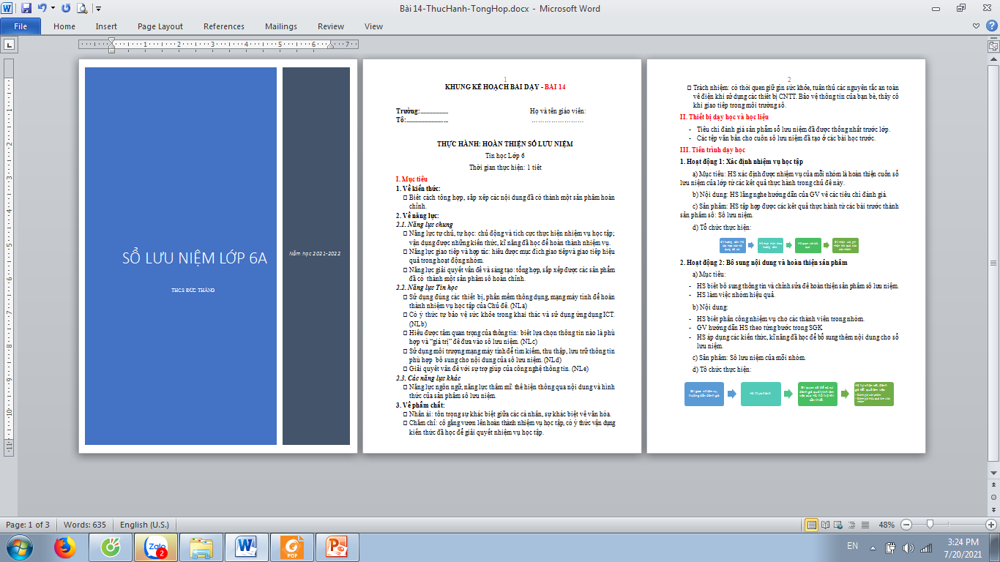 Bài 14-ThucHanh-TongHop.docx - Microsoft Word
File Home Insert Page Layout References Mailings Review View
1 2 3 4 5 6 7
SỔ LƯU NIỆM LỚP 6A
THCS ĐỨC THẮNG
Năm học 2021-2022
1
KHUNG KẾ HOẠCH BÀI DẠY - BÀI 14
Trường:................... Họ và tên giáo viên:
Tổ:............................ ……………………
THỰC HÀNH: HOÀN THIỆN SỔ LƯU NIỆM
Tin học Lớp 6
Thời gian thực hiện: 1 tiết
I. Mục tiêu
1. Về kiến thức:
Biết cách tổng hợp, sắp xếp các nội dung đã có thành một sản phẩm hoàn
chỉnh.
2. Về năng lực:
2.1. Năng lực chung
Năng lực tự chủ, tự học: chủ động và tích cực thực hiện nhiệm vụ học tập;
vận dụng được những kiến thức, kĩ năng đã học để hoàn thành nhiệm vụ.
Năng lực giao tiếp và hợp tác: hiểu được mục đích giao tiếp và giao tiếp hiệu
quả trong hoạt động nhóm.
Năng lực giải quyết vấn đề và sáng tạo: tổng hợp, sắp xếp được các sản phẩm
đã có thành một sản phẩm số hoàn chỉnh.
2.2. Năng lực Tin học
Sử dụng đúng các thiết bị, phần mềm thông dụng, mạng máy tính để hoàn
thành nhiệm vụ học tập của Chủ đề. (NLa)
Có ý thức tự bảo vệ sức khỏe trong khai thác và sử dụng ứng dụng ICT.
(NLb)
Hiểu được tầm quan trọng của thông tin: biết lựa chọn thông tin nào là phù
hợp và “giá trị” để đưa vào sổ lưu niệm. (NLc)
Sử dụng môi trường mạng máy tính để tìm kiếm, thu thập, lưu trữ thông tin
phù hợp bổ sung cho nội dung của sổ lưu niệm. (NLd)
Giải quyết vấn đề với sự trợ giúp của công nghệ thông tin. (NLe)
2.3. Các năng lực khác
Năng lực ngôn ngữ, năng lực thẩm mĩ thể hiện thông qua nội dung và hình
thức của sản phẩm sổ lưu niệm.
3. Về phẩm chất:
Nhân ái: tôn trọng sự khác biệt giữa các cá nhân, sự khác biệt về văn hóa.
Chăm chỉ: cố gắng vươn lên hoàn thành nhiệm vụ học tập, có ý thức vận dụng
kiến thức đã học để giải quyết nhiệm vụ học tập.
2
Trách nhiệm: có thói quen giữ gìn sức khỏe, tuân thủ các nguyên tắc an toàn
về điện khi sử dụng các thiết bị CNTT. Bảo vệ thông tin của bạn bè, thầy cô
khi giao tiếp trong môi trường số.
II. Thiết bị dạy học và học liệu
- Tiêu chí đánh giá sản phẩm sổ lưu niệm đã được thống nhất trước lớp.
- Các tệp văn bản cho cuốn sổ lưu niệm đã tạo ở các bài học trước.
III. Tiến trình dạy học
1. Hoạt động 1: Xác định nhiệm vụ học tập
a) Mục tiêu: HS xác định được nhiệm vụ của mỗi nhóm là hoàn thiện cuốn sổ
lưu niệm của lớp từ các kết quả thực hành trong chủ đề này.
b) Nội dung: HS lắng nghe hướng dẫn của GV về các tiêu chí đánh giá.
c) Sản phẩm: HS tập hợp được các kết quả thực hành từ các bài trước thành
sản phẩm số: Sổ lưu niệm.
d) Tổ chức thực hiện:
2. Hoạt động 2: Bổ sung nội dung và hoàn thiện sản phẩm
a) Mục tiêu:
- HS biết bổ sung thông tin và chỉnh sửa để hoàn thiện sản phẩm sổ lưu niệm.
- HS làm việc nhóm hiệu quả.
b) Nội dung:
- HS biết phân công nhiệm vụ cho các thành viên trong nhóm.
- GV hướng dẫn HS theo từng bước trong SGK
- HS áp dụng các kiến thức, kĩ năng đã học để bổ sung thêm nội dung cho sổ
lưu niệm.
c) Sản phẩm: Sổ lưu niệm của mỗi nhóm.
d) Tổ chức thực hiện:
GV giao nhiệm vụ,
hướng dẫn đánh giá
HS thực hành
Page: 1 of 3 Words: 635 English (U.S.) 48%
Zalo 2 PDF EN 3:24 PM
7/20/2021